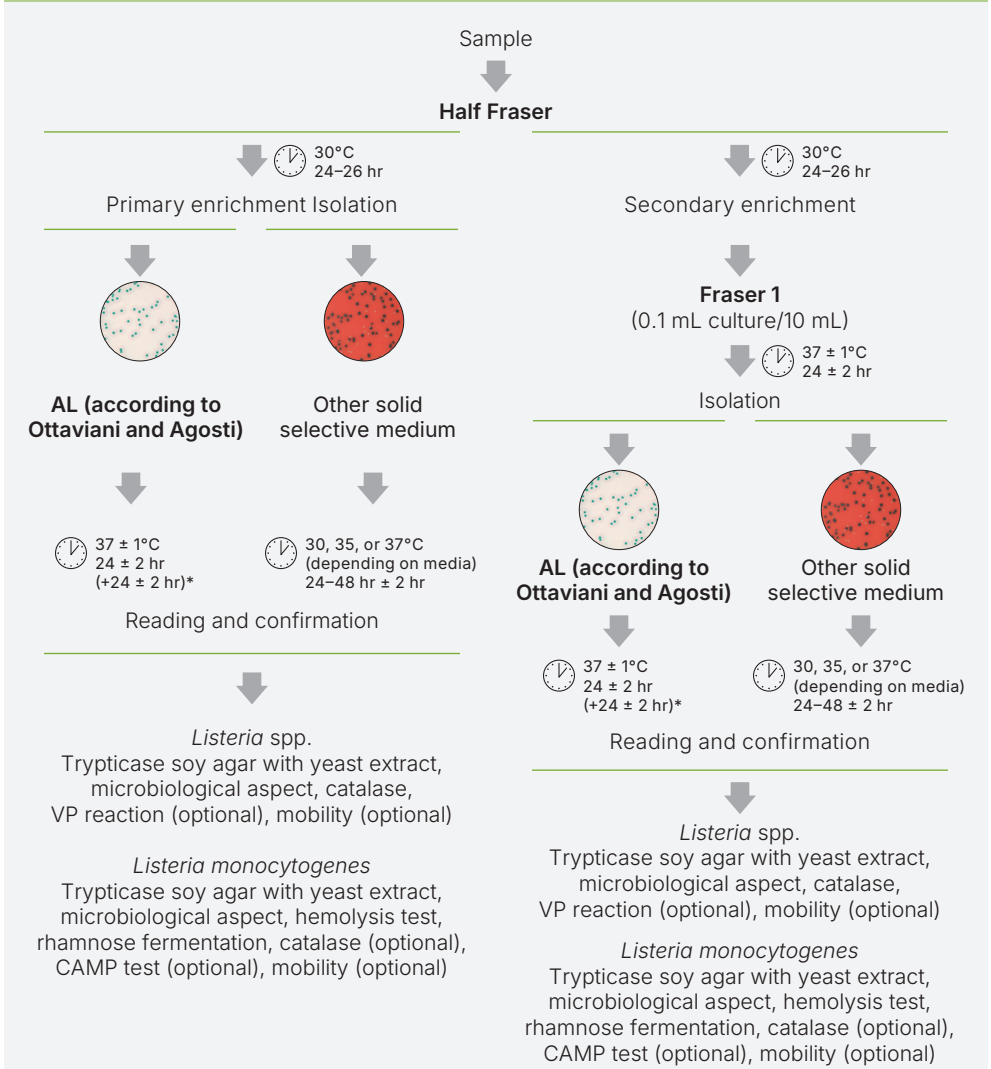 Sample
Half Fraser
30°C
24–26 hr
Primary enrichment Isolation
AL (according to
Ottaviani and Agosti)
Other solid
selective medium
37 ± 1°C
24 ± 2 hr
(+24 ± 2 hr)*
30, 35, or 37°C
(depending on media)
24–48 hr ± 2 hr
Reading and confirmation
Listeria spp.
Trypticase soy agar with yeast extract,
microbiological aspect, catalase,
VP reaction (optional), mobility (optional)
Listeria monocytogenes
Trypticase soy agar with yeast extract,
microbiological aspect, hemolysis test,
rhamnose fermentation, catalase (optional),
CAMP test (optional), mobility (optional)
30°C
24–26 hr
Secondary enrichment
Fraser 1
(0.1 mL culture/10 mL)
37 ± 1°C
24 ± 2 hr
Isolation
AL (according to
Ottaviani and Agosti)
Other solid
selective medium
37 ± 1°C
24 ± 2 hr
(+24 ± 2 hr)*
30, 35, or 37°C
(depending on media)
24–48 ± 2 hr
Reading and confirmation
Listeria spp.
Trypticase soy agar with yeast extract,
microbiological aspect, catalase,
VP reaction (optional), mobility (optional)
Listeria monocytogenes
Trypticase soy agar with yeast extract,
microbiological aspect, hemolysis test,
rhamnose fermentation, catalase (optional),
CAMP test (optional), mobility (optional)